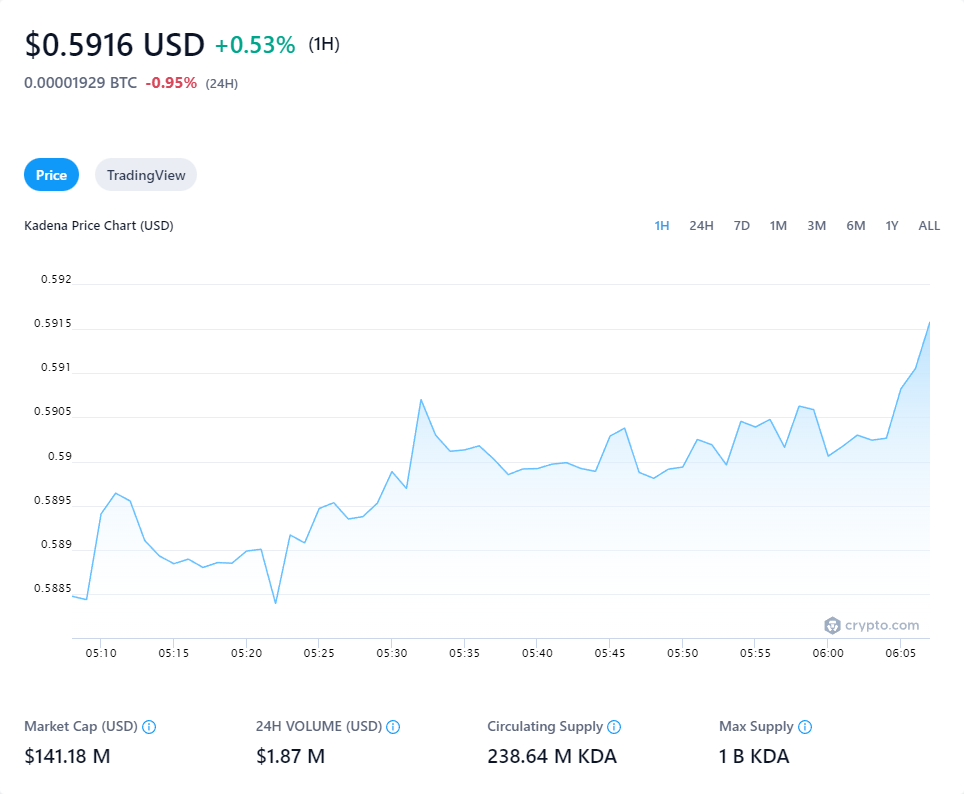 $0.5916 USD +0.53% (1H)
0.00001929 BTC -0.95% (24H)
Price TradingView
Kadena Price Chart (USD) 1H 24H 7D 1M 3M 6M 1Y ALL
0.592
0.5915
0.591
0.5905
0.59
0.5895
0.589
0.5885
crypto.com
05:10 05:15 05:20 05:25 05:30 05:35 05:40 05:45 05:50 05:55 06:00 06:05
Market Cap (USD) 24H VOLUME (USD) Circulating Supply Max Supply
$141.18 M $1.87 M 238.64 M KDA 1 B KDA